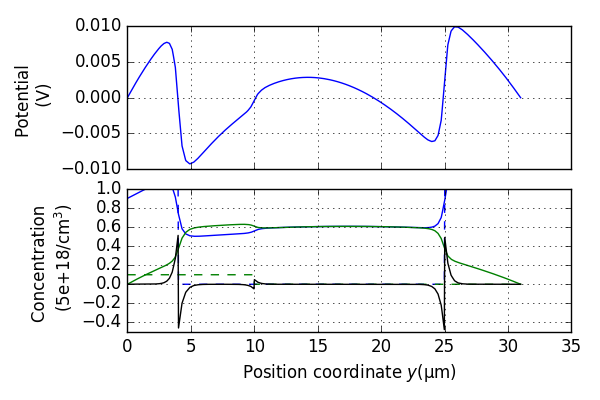 0.010
0.005
0.000
−0.005
−0.010
Potential
(V)
1.0
0.8
0.6
0.4
0.2
0.0
−0.2
−0.4
Concentration
(5e+18/cm³)
0 5 10 15 20 25 30 35
Position coordinate y(μm)